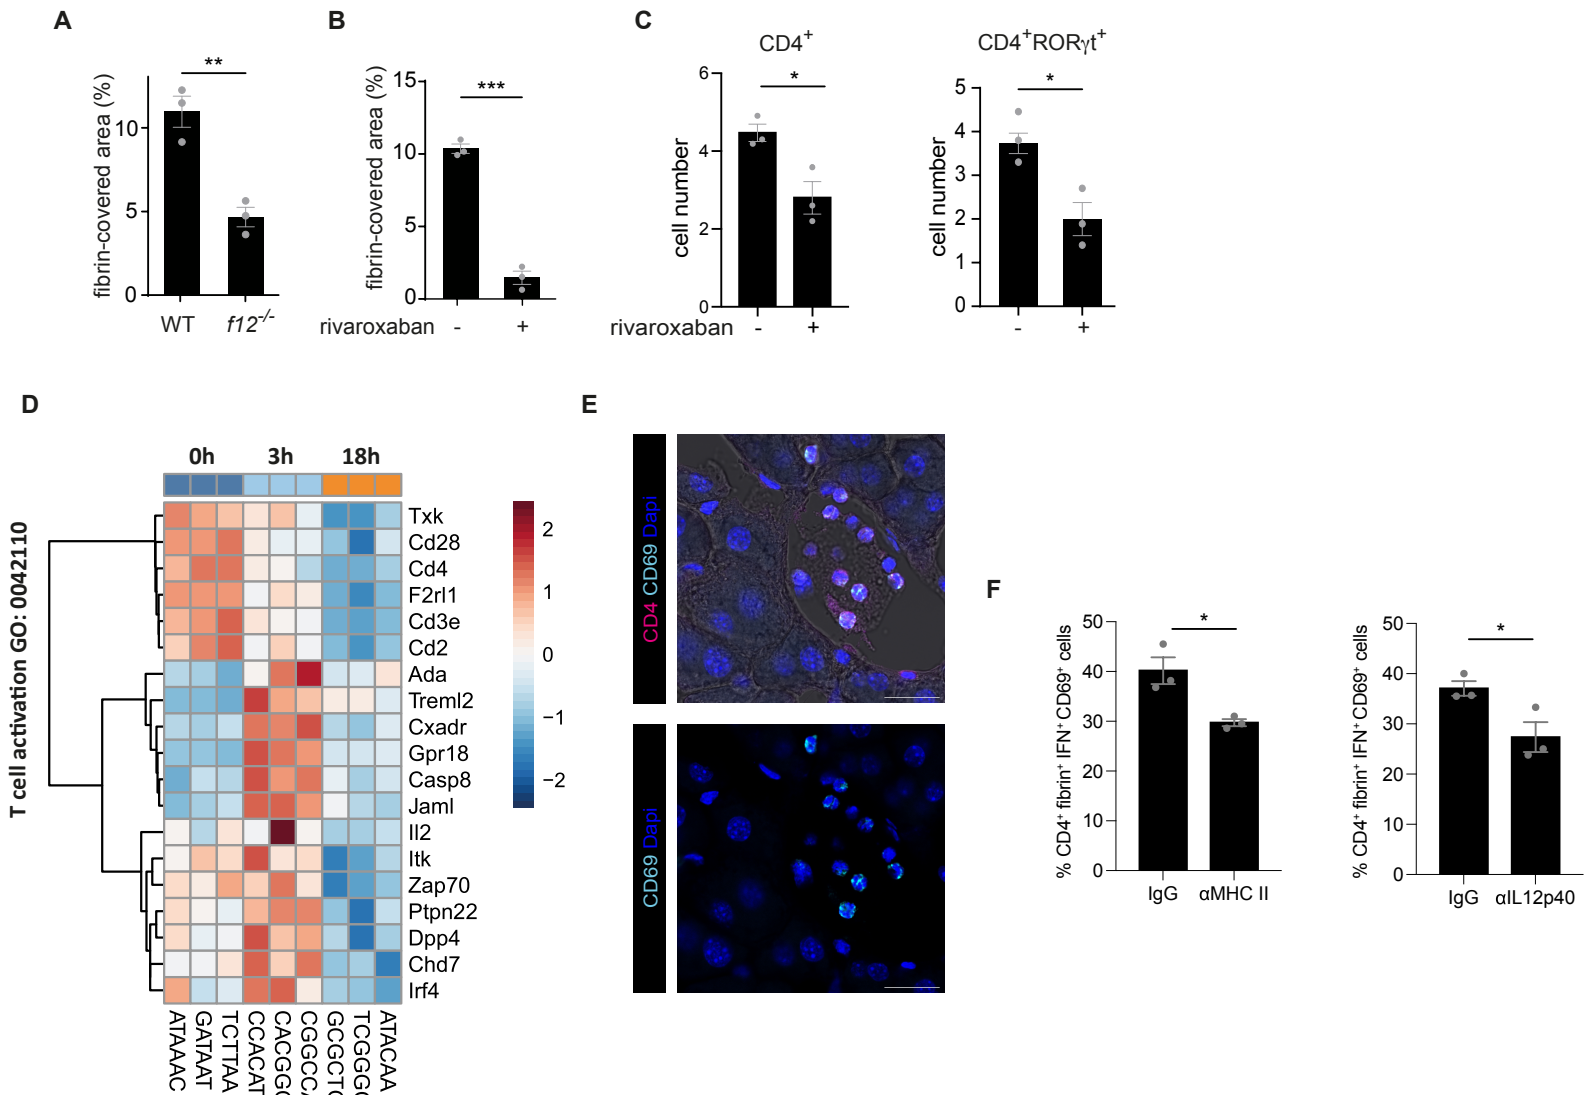 A
B
C
**
fibrin-covered area (%)
10
5
0
WT
f12-/-
***
fibrin-covered area (%)
15
10
5
0
rivaroxaban - +
CD4+
*
cell number
6
4
2
0
rivaroxaban - +
CD4+RORγt+
*
cell number
5
4
3
2
1
0
- +
D
T cell activation GO: 0042110
0h 3h 18h
Txk
Cd28
Cd4
F2rl1
Cd3e
Cd2
Ada
Treml2
Cxadr
Gpr18
Casp8
Jaml
Il2
Itk
Zap70
Ptpn22
Dpp4
Chd7
Irf4
2
1
0
−1
−2
ATAAAC
GATAAT
TCTTAA
CCACAT
ATACAA
E
CD4 CD69 Dapi
CD69 Dapi
F
% CD4+ fibrin+ IFN+ CD69+ cells
50
40
30
20
10
0
*
IgG αMHC II
% CD4+ fibrin+ IFN+ CD69+ cells
50
40
30
20
10
0
*
IgG αIL12p40